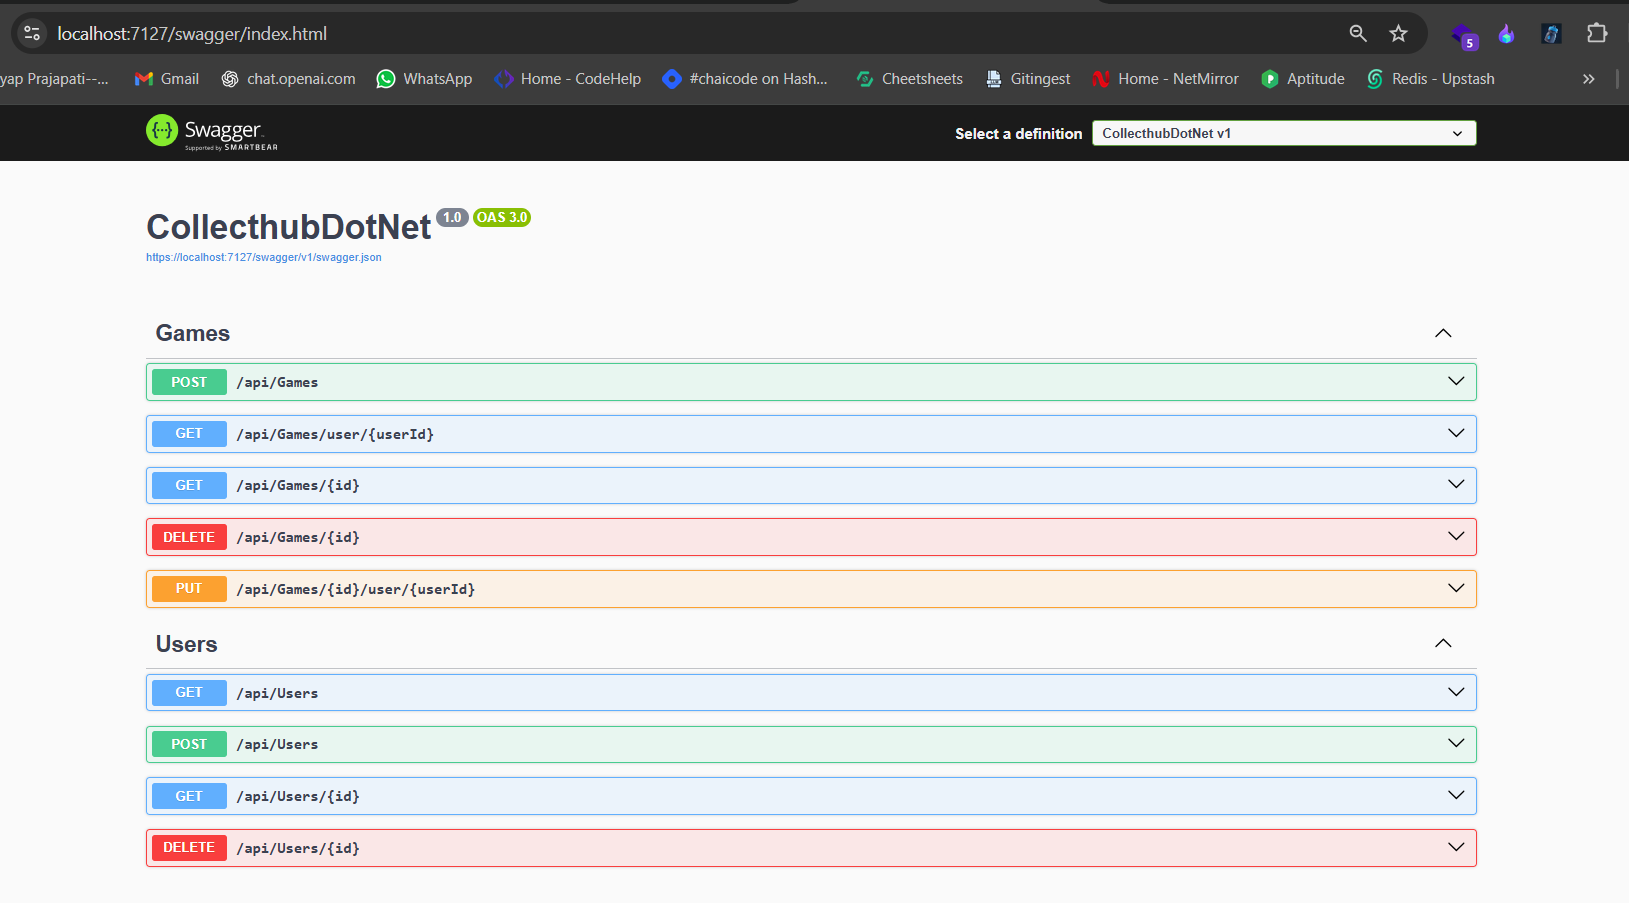 localhost:7127/swagger/index.html
5
yap Prajapati--... Gmail chat.openai.com WhatsApp Home - CodeHelp #chaicode on Hash... Cheetsheets Gitingest Home - NetMirror Aptitude Redis - Upstash »
{...} Swagger
Supported by SMARTBEAR
Select a definition CollecthubDotNet v1
CollecthubDotNet 1.0 OAS 3.0
https://localhost:7127/swagger/v1/swagger.json
Games
POST /api/Games
GET /api/Games/user/{userId}
GET /api/Games/{id}
DELETE /api/Games/{id}
PUT /api/Games/{id}/user/{userId}
Users
GET /api/Users
POST /api/Users
GET /api/Users/{id}
DELETE /api/Users/{id}